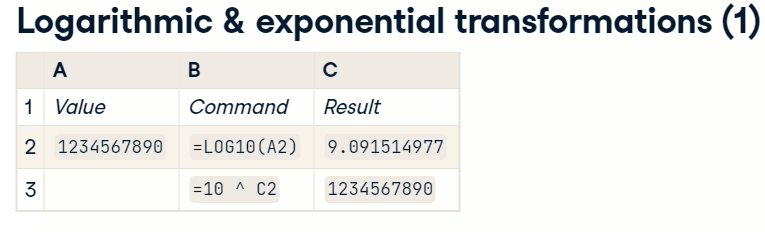 Logarithmic & exponential transformations (1)
A B C
1 Value Command Result
2 1234567890 =LOG10(A2) 9.091514977
3 =10 ^ C2 1234567890